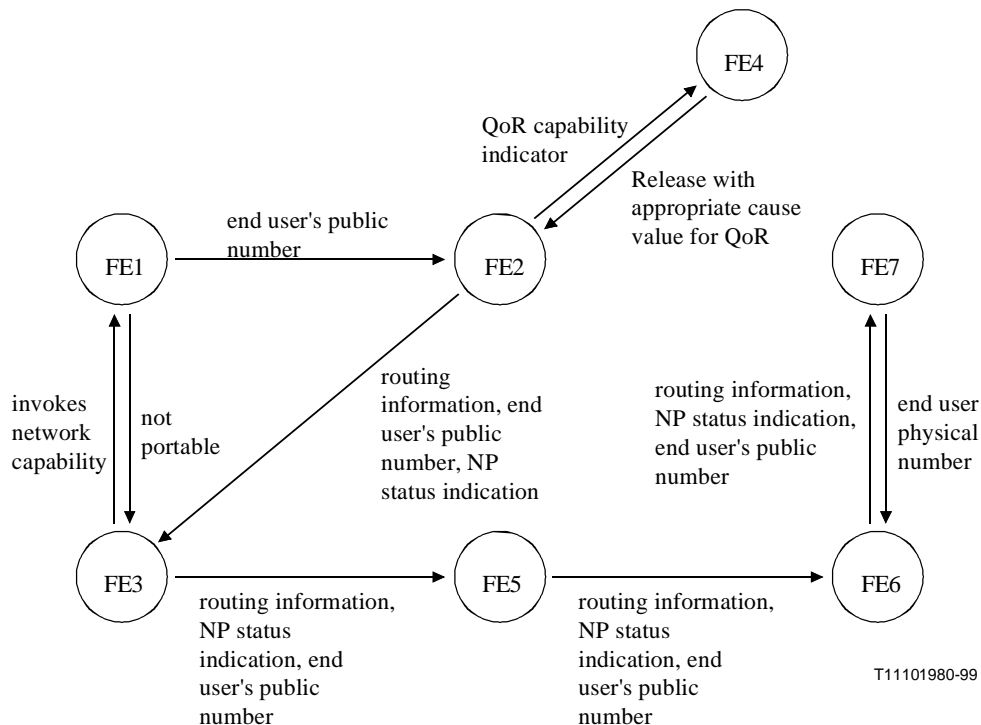 FE4
QoR capability
indicator
Release with
appropriate cause
value for QoR
end user's public
number
FE1
FE2
FE7
invokes
network
capability
not
portable
routing
information, end
user's public
number, NP
status indication
routing information,
NP status indication,
end user's public
number
end user
physical
number
FE3
FE5
FE6
routing information,
NP status
indication, end
user's public
number
routing information,
NP status
indication, end
user's public
number
T11101980-99